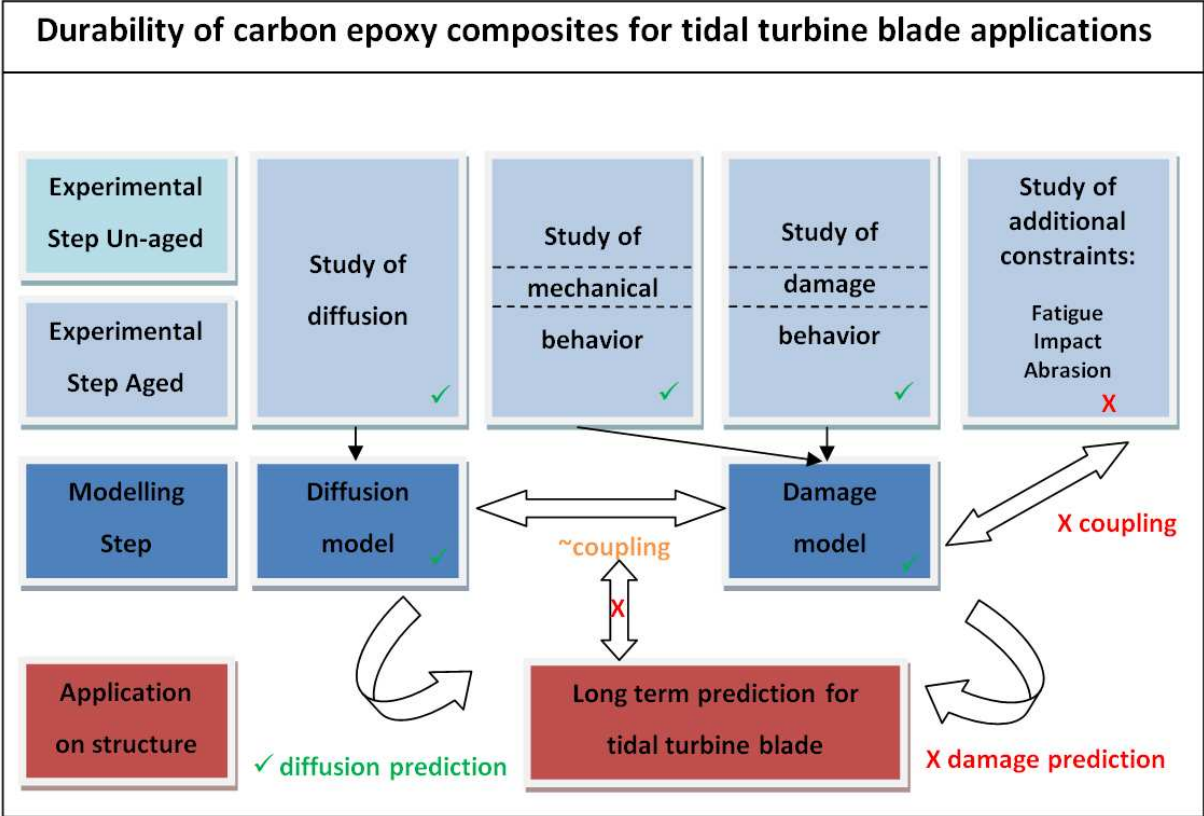 Durability of carbon epoxy composites for tidal turbine blade applications
Experimental
Step Un-aged
Experimental
Step Aged
Study of
diffusion
✓
Study of
mechanical
behavior
✓
Study of
damage
behavior
✓
Study of
additional
constraints:
Fatigue
Impact
Abrasion
X
Modelling
Step
Diffusion
model
✓
~coupling
Damage
model
✓
X coupling
X
Application
on structure
✓ diffusion prediction
Long term prediction for
tidal turbine blade
X damage prediction